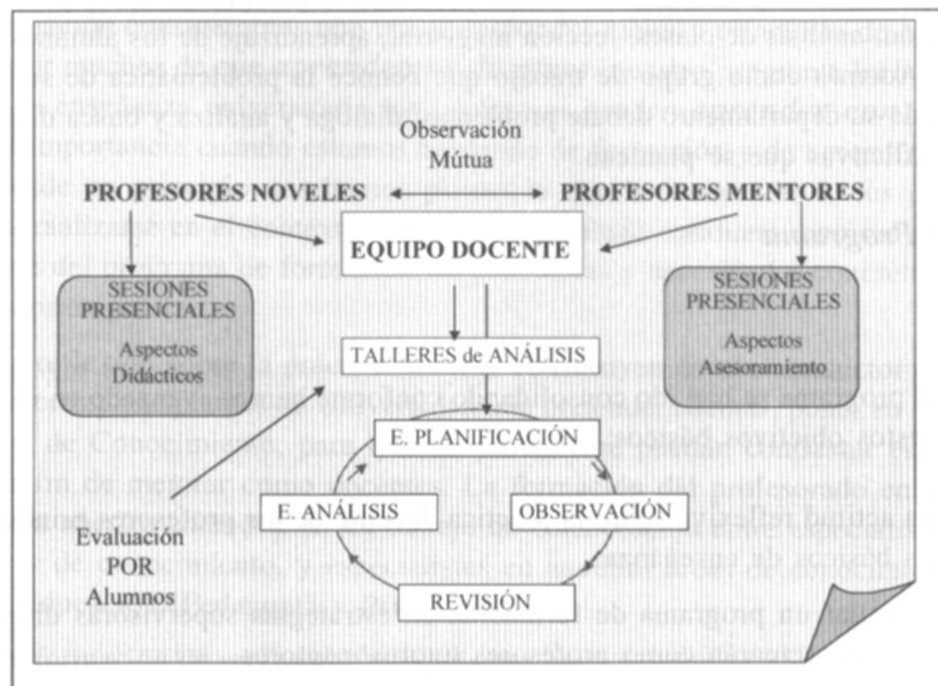 Observación
Mútua
PROFESORES NOVELES
PROFESORES MENTORES
EQUIPO DOCENTE
SESIONES
PRESENCIALES
Aspectos
Didácticos
SESIONES
PRESENCIALES
Aspectos
Asesoramiento
TALLERES de ANÁLISIS
E. PLANIFICACIÓN
E. ANÁLISIS
OBSERVACIÓN
Evaluación
POR
Alumnos
REVISIÓN